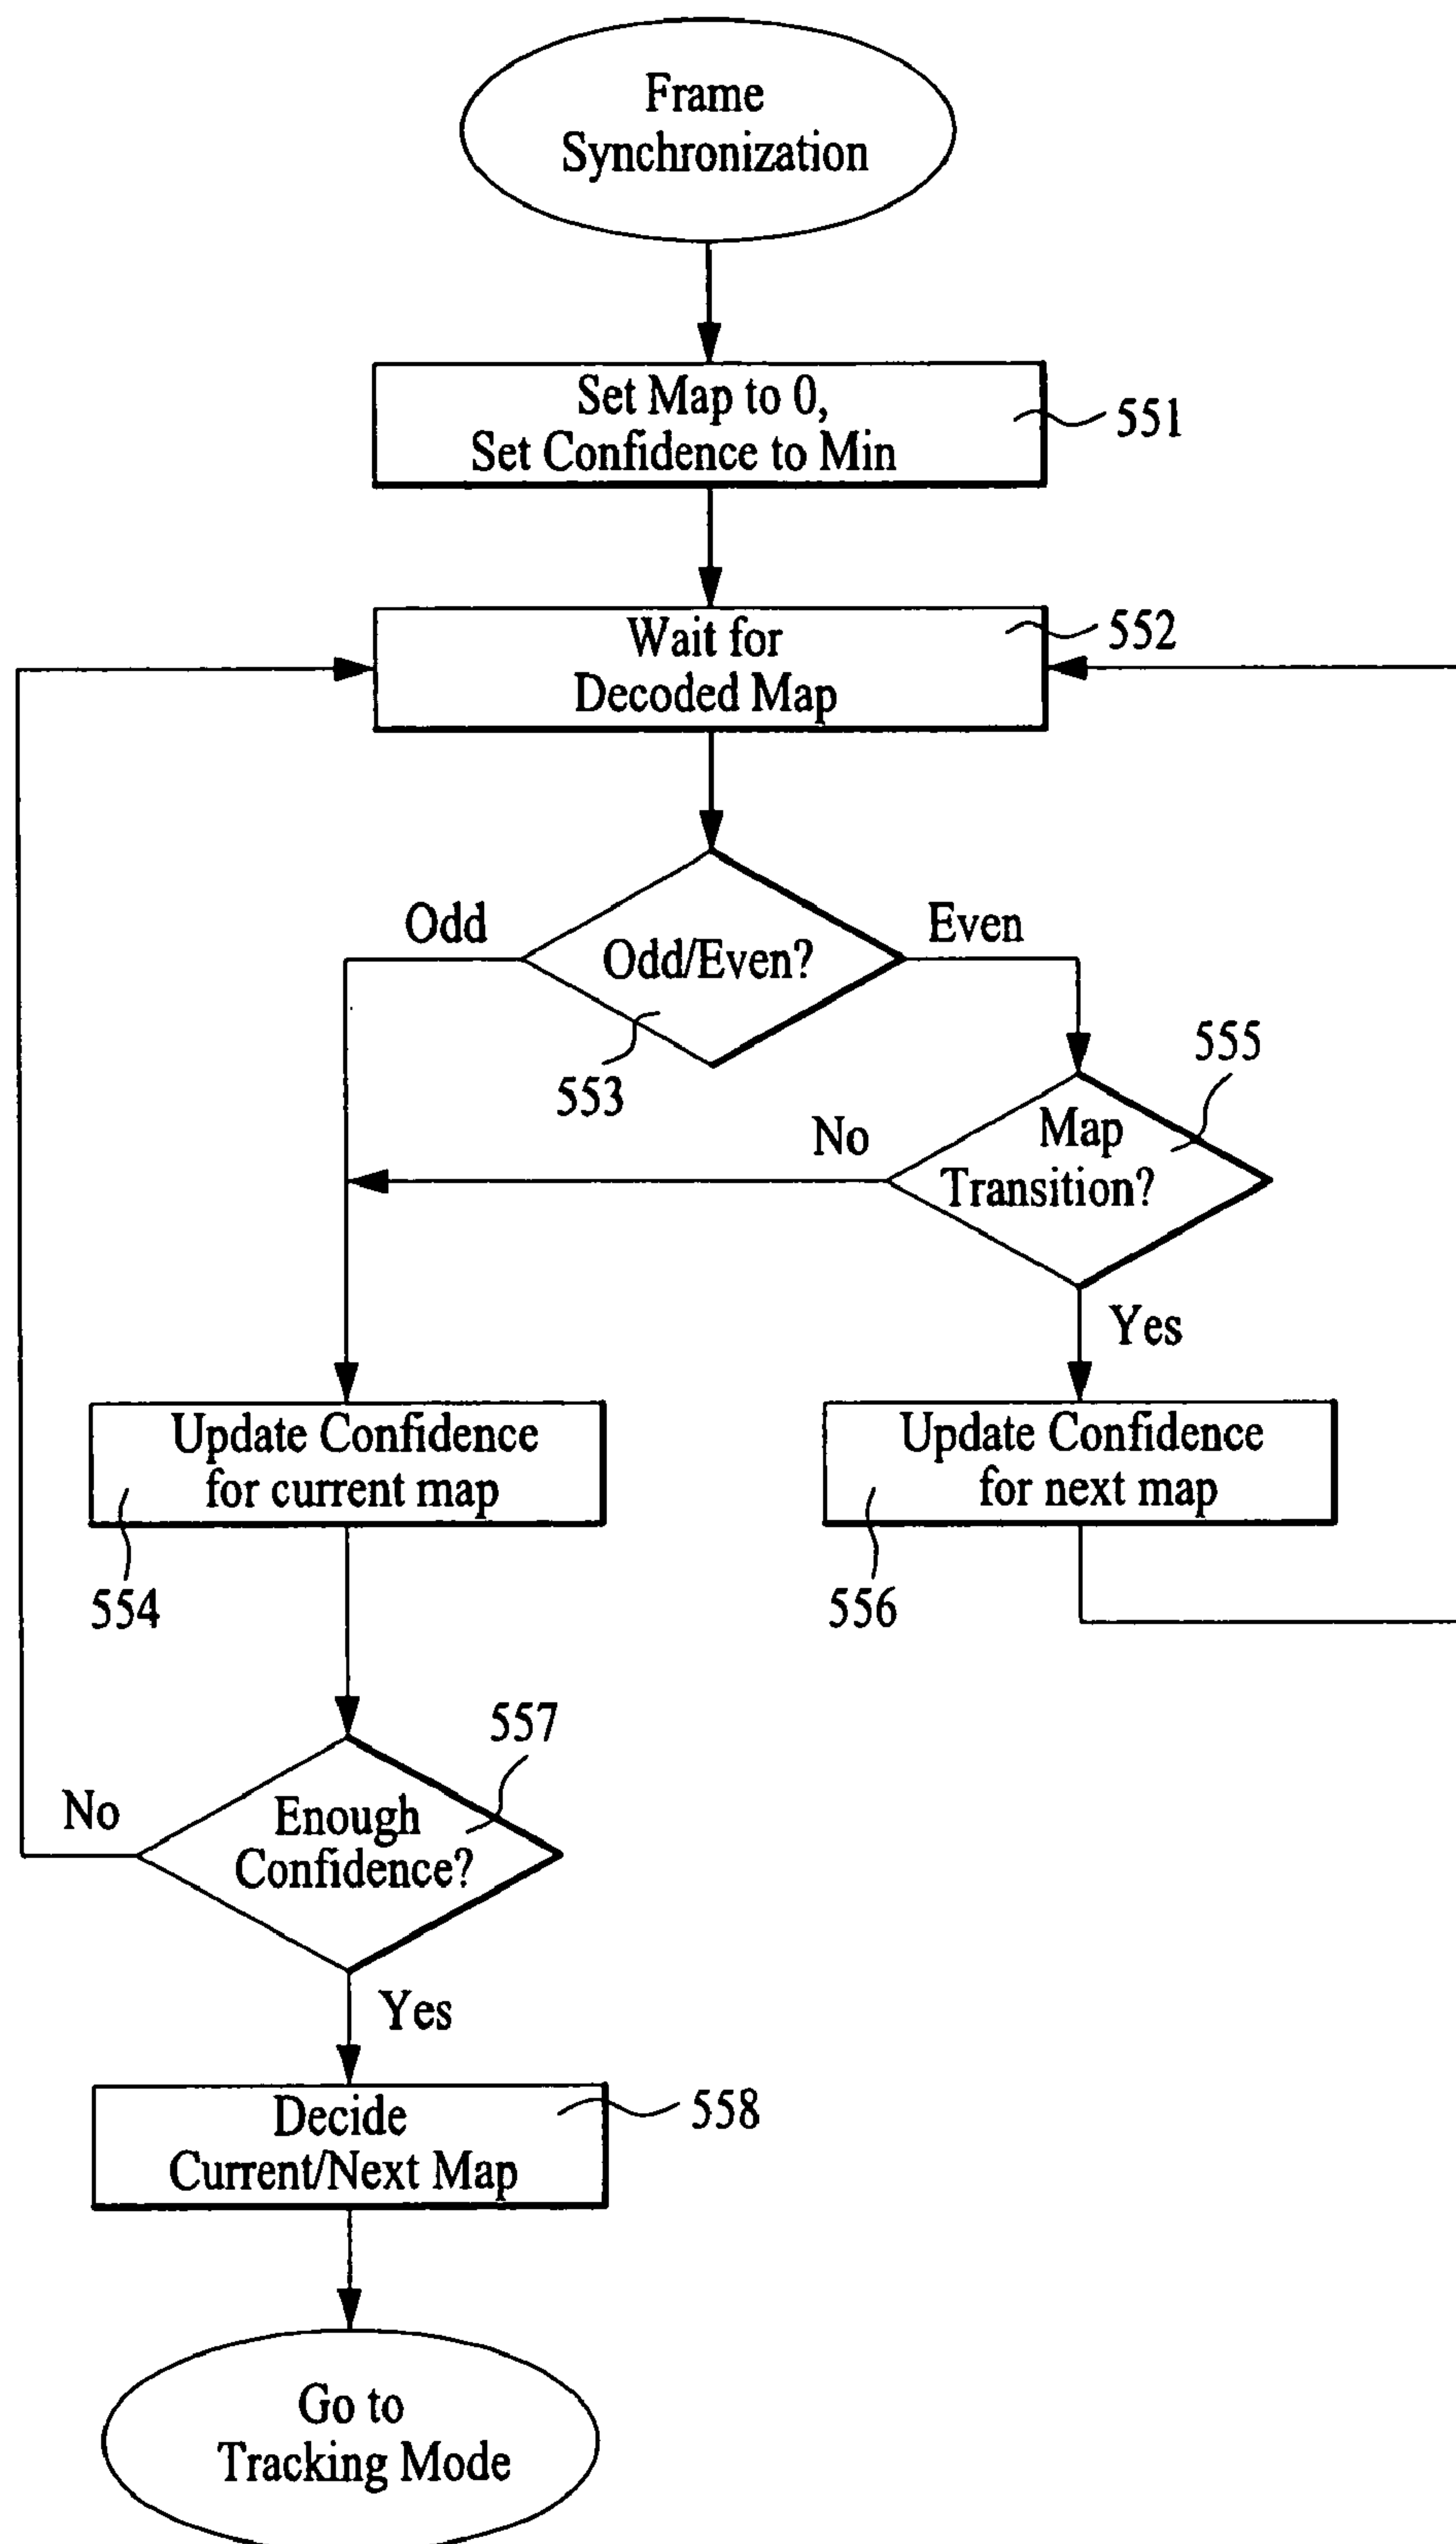 Frame
Synchronization
Set Map to 0,
Set Confidence to Min
551
Wait for
Decoded Map
552
Odd
Odd/Even?
Even
553
555
Map
Transition?
No
Yes
Update Confidence
for current map
554
Update Confidence
for next map
556
557
Enough
Confidence?
No
Yes
Decide
Current/Next Map
558
Go to
Tracking Mode